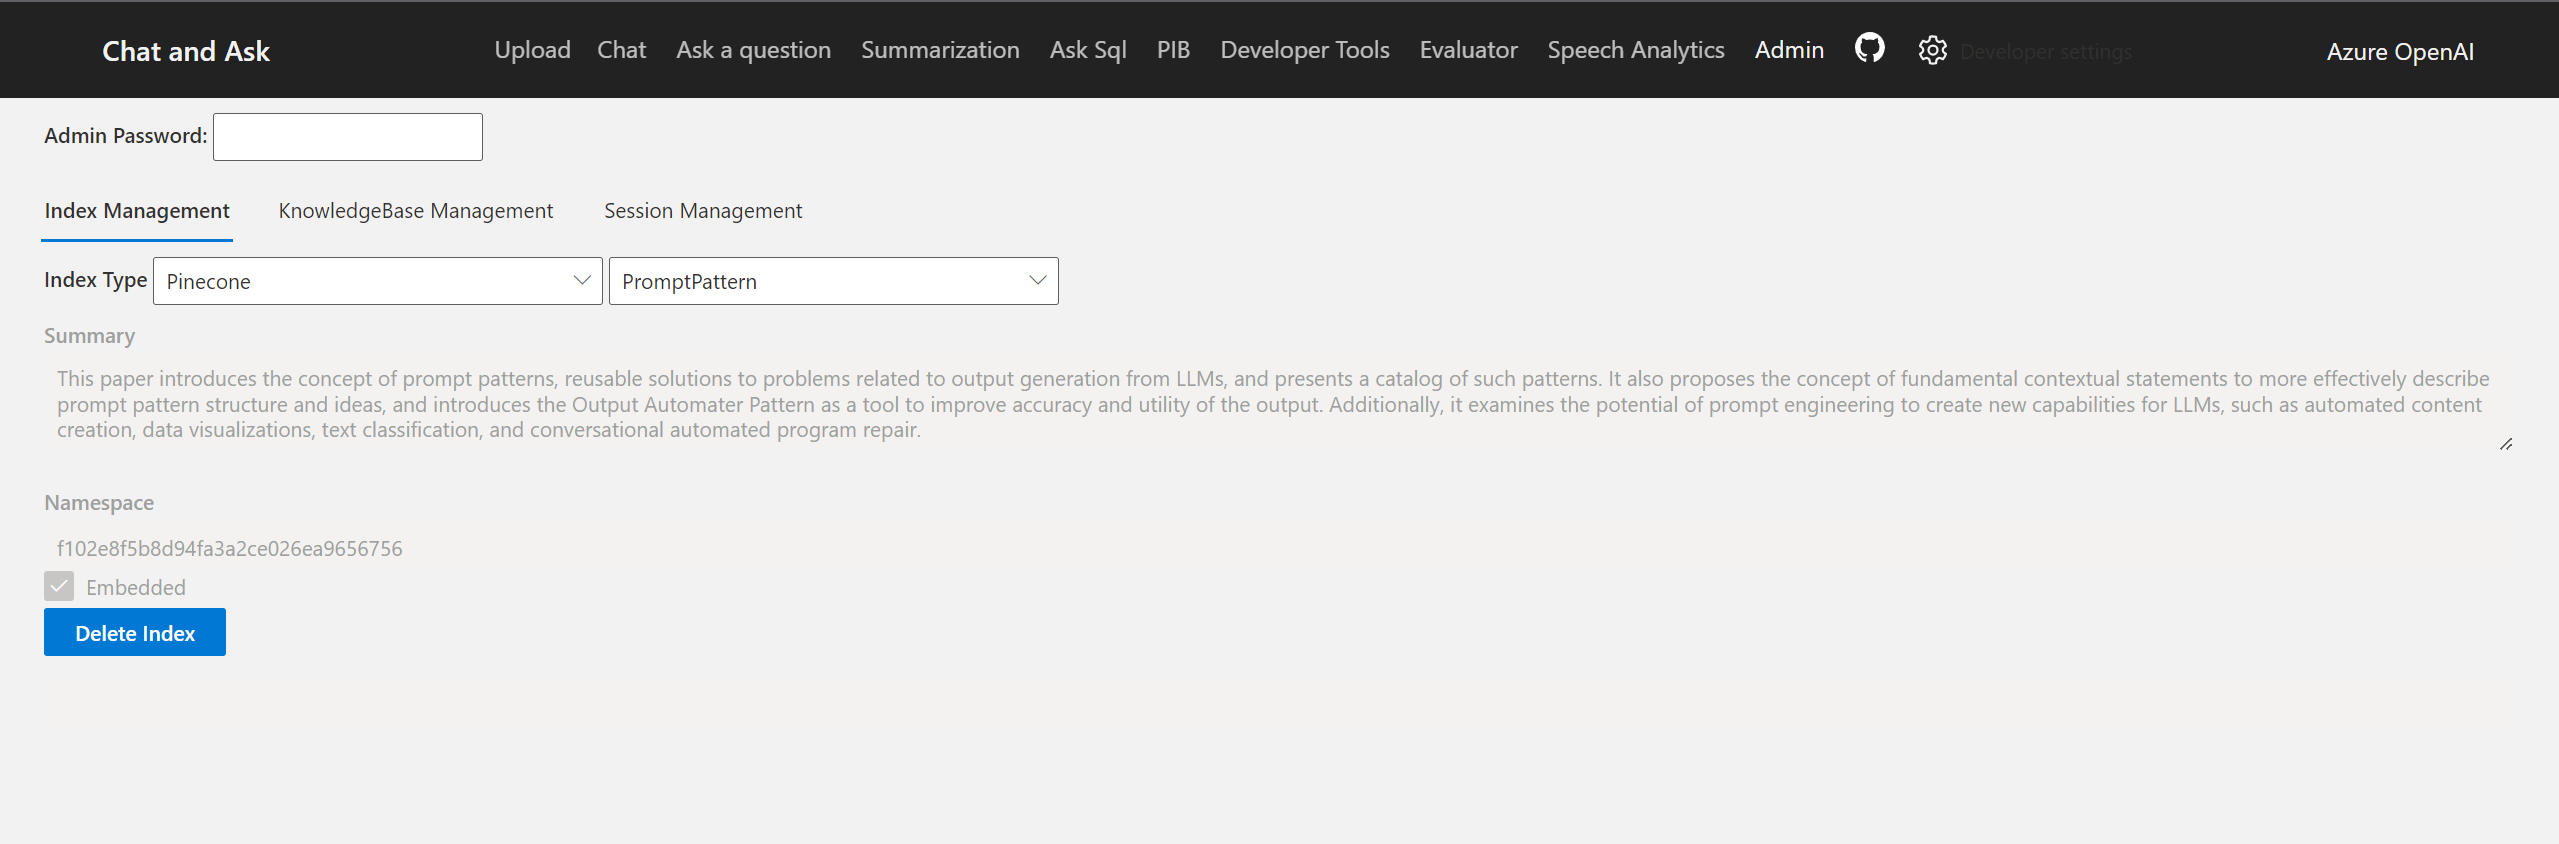 Chat and Ask
Upload Chat Ask a question Summarization Ask Sql PIB Developer Tools Evaluator Speech Analytics Admin Developer settings
Azure OpenAI
Admin Password:
Index Management KnowledgeBase Management Session Management
Index Type Pinecone PromptPattern
Summary
This paper introduces the concept of prompt patterns, reusable solutions to problems related to output generation from LLMs, and presents a catalog of such patterns. It also proposes the concept of fundamental contextual statements to more effectively describe
prompt pattern structure and ideas, and introduces the Output Automater Pattern as a tool to improve accuracy and utility of the output. Additionally, it examines the potential of prompt engineering to create new capabilities for LLMs, such as automated content
creation, data visualizations, text classification, and conversational automated program repair.
Namespace
f102e8f5b8d94fa3a2ce026ea9656756
Embedded
Delete Index